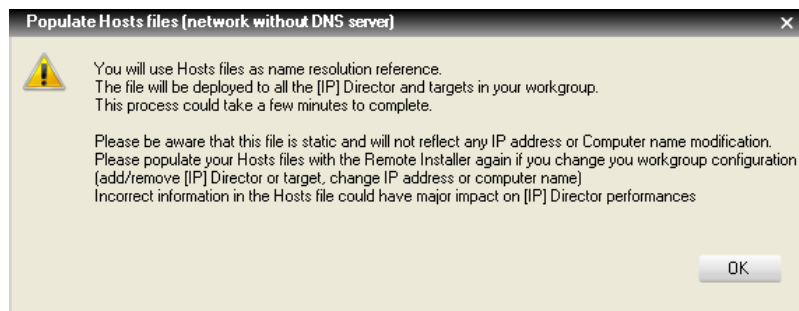 Populate Hosts files (network without DNS server)
You will use Hosts files as name resolution reference.
The file will be deployed to all the [IP] Director and targets in your workgroup.
This process could take a few minutes to complete.
Please be aware that this file is static and will not reflect any IP address or Computer name modification.
Please populate your Hosts files with the Remote Installer again if you change you workgroup configuration
(add/remove [IP] Director or target, change IP address or computer name)
Incorrect information in the Hosts file could have major impact on [IP] Director performances
OK